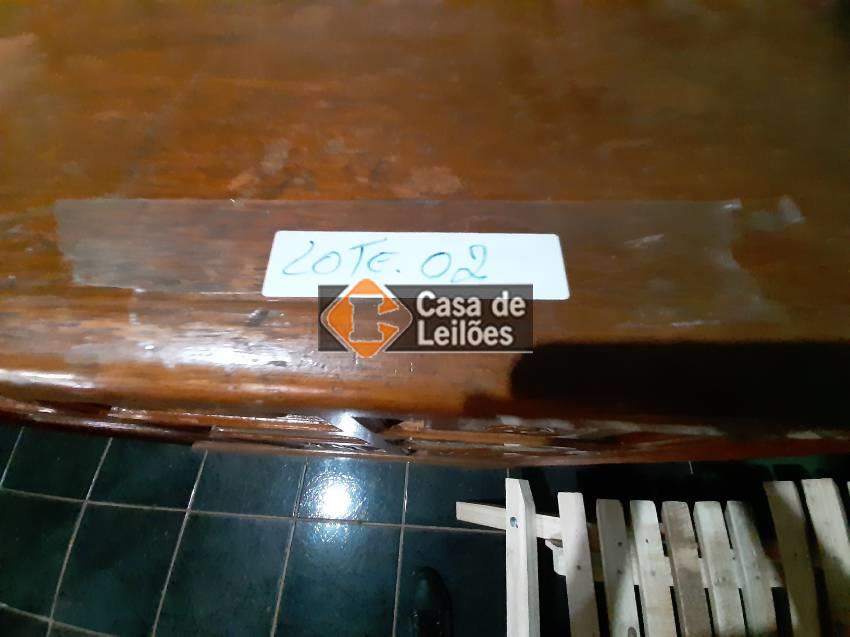 LOTE. 02
Casa de
Leilões